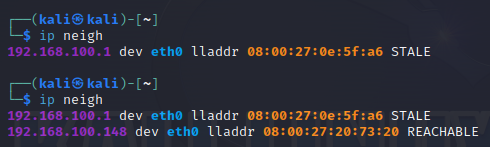 ┌──(kali㉿kali)-[~]
└─$ ip neigh
192.168.100.1 dev eth0 lladdr 08:00:27:0e:5f:a6 STALE
┌──(kali㉿kali)-[~]
└─$ ip neigh
192.168.100.1 dev eth0 lladdr 08:00:27:0e:5f:a6 STALE
192.168.100.148 dev eth0 lladdr 08:00:27:20:73:20 REACHABLE